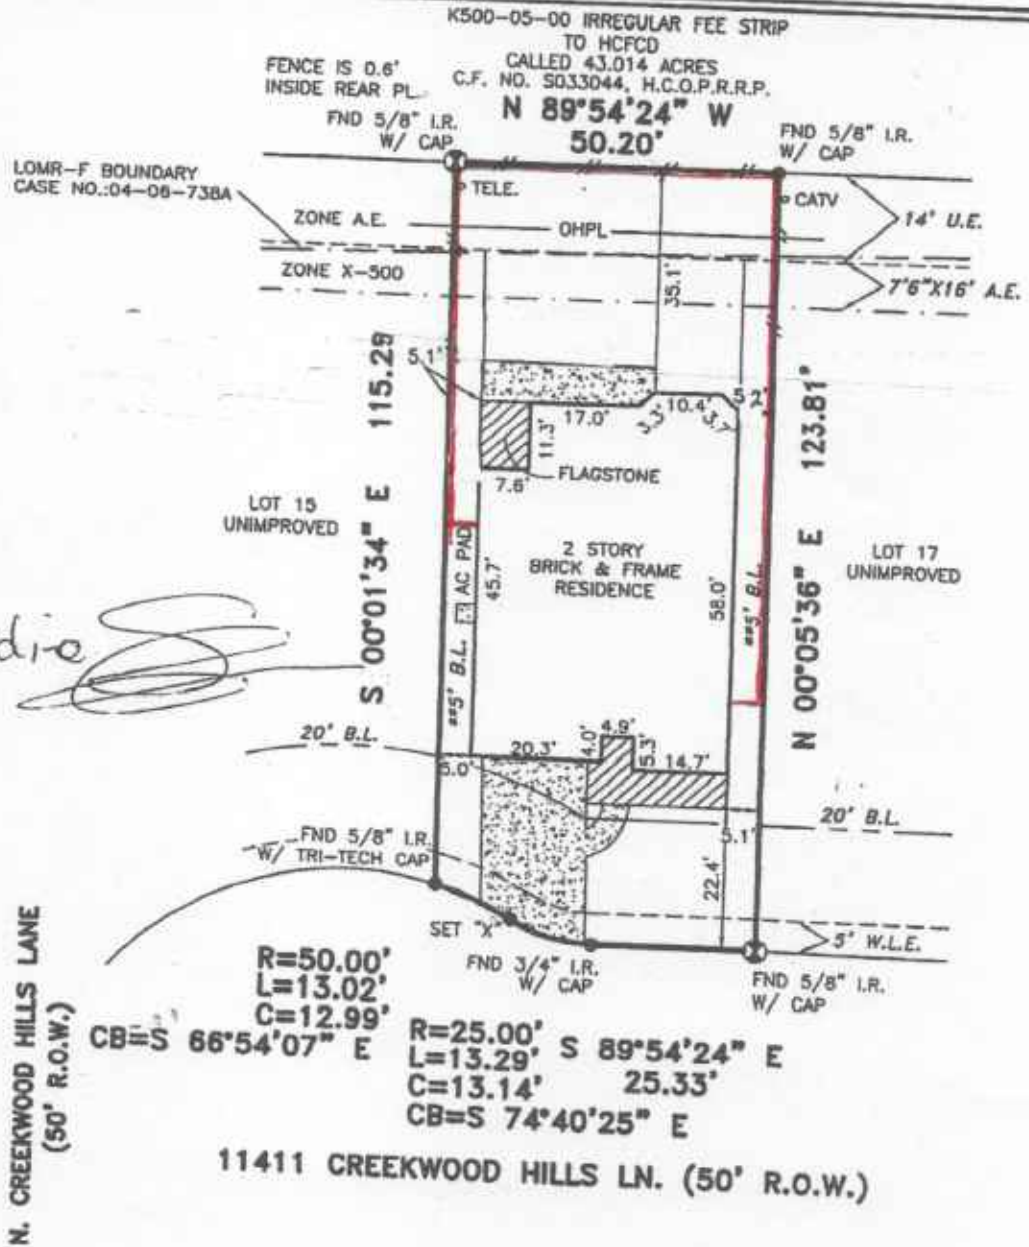 K500-05-00 IRREGULAR FEE STRIP
TO HCFCD
CALLED 43.014 ACRES
C.F. NO. S033044, H.C.O.P.R.R.P.
FENCE IS 0.6'
INSIDE REAR PL
FND 5/8" I.R.
W/ CAP
N 89°54'24" W
50.20'
FND 5/8" I.R.
W/ CAP
LOMR-F BOUNDARY
CASE NO.:04-06-738A
TELE.
CATV
ZONE A.E.
OHPL
14' U.E.
ZONE X-500
35.1'
7'6"X16' A.E.
5.1'
S 00°01'34" E 115.29
17.0'
3.3'
10.4'
3.7'
5.2'
11.3'
FLAGSTONE
7.6'
N 00°05'36" E 123.81'
LOT 15
UNIMPROVED
2 STORY
BRICK & FRAME
RESIDENCE
LOT 17
UNIMPROVED
AC PAD
45.7'
58.0'
**5' B.L.
**5' B.L.
20' B.L.
5.0'
20.3'
4.0'
4.9'
5.3'
14.7'
20' B.L.
5.1'
22.4'
FND 5/8" I.R.
W/ TRI-TECH CAP
SET "X"
FND 3/4" I.R.
W/ CAP
5' W.L.E.
FND 5/8" I.R.
W/ CAP
N. CREEKWOOD HILLS LANE
(50' R.O.W.)
R=50.00'
L=13.02'
C=12.99'
CB=S 66°54'07" E
R=25.00'
L=13.29'
C=13.14'
CB=S 74°40'25" E
S 89°54'24" E
25.33'
11411 CREEKWOOD HILLS LN. (50' R.O.W.)